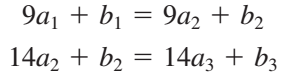 9a₁ + b₁ = 9a₂ + b₂
14a₂ + b₂ = 14a₃ + b₃